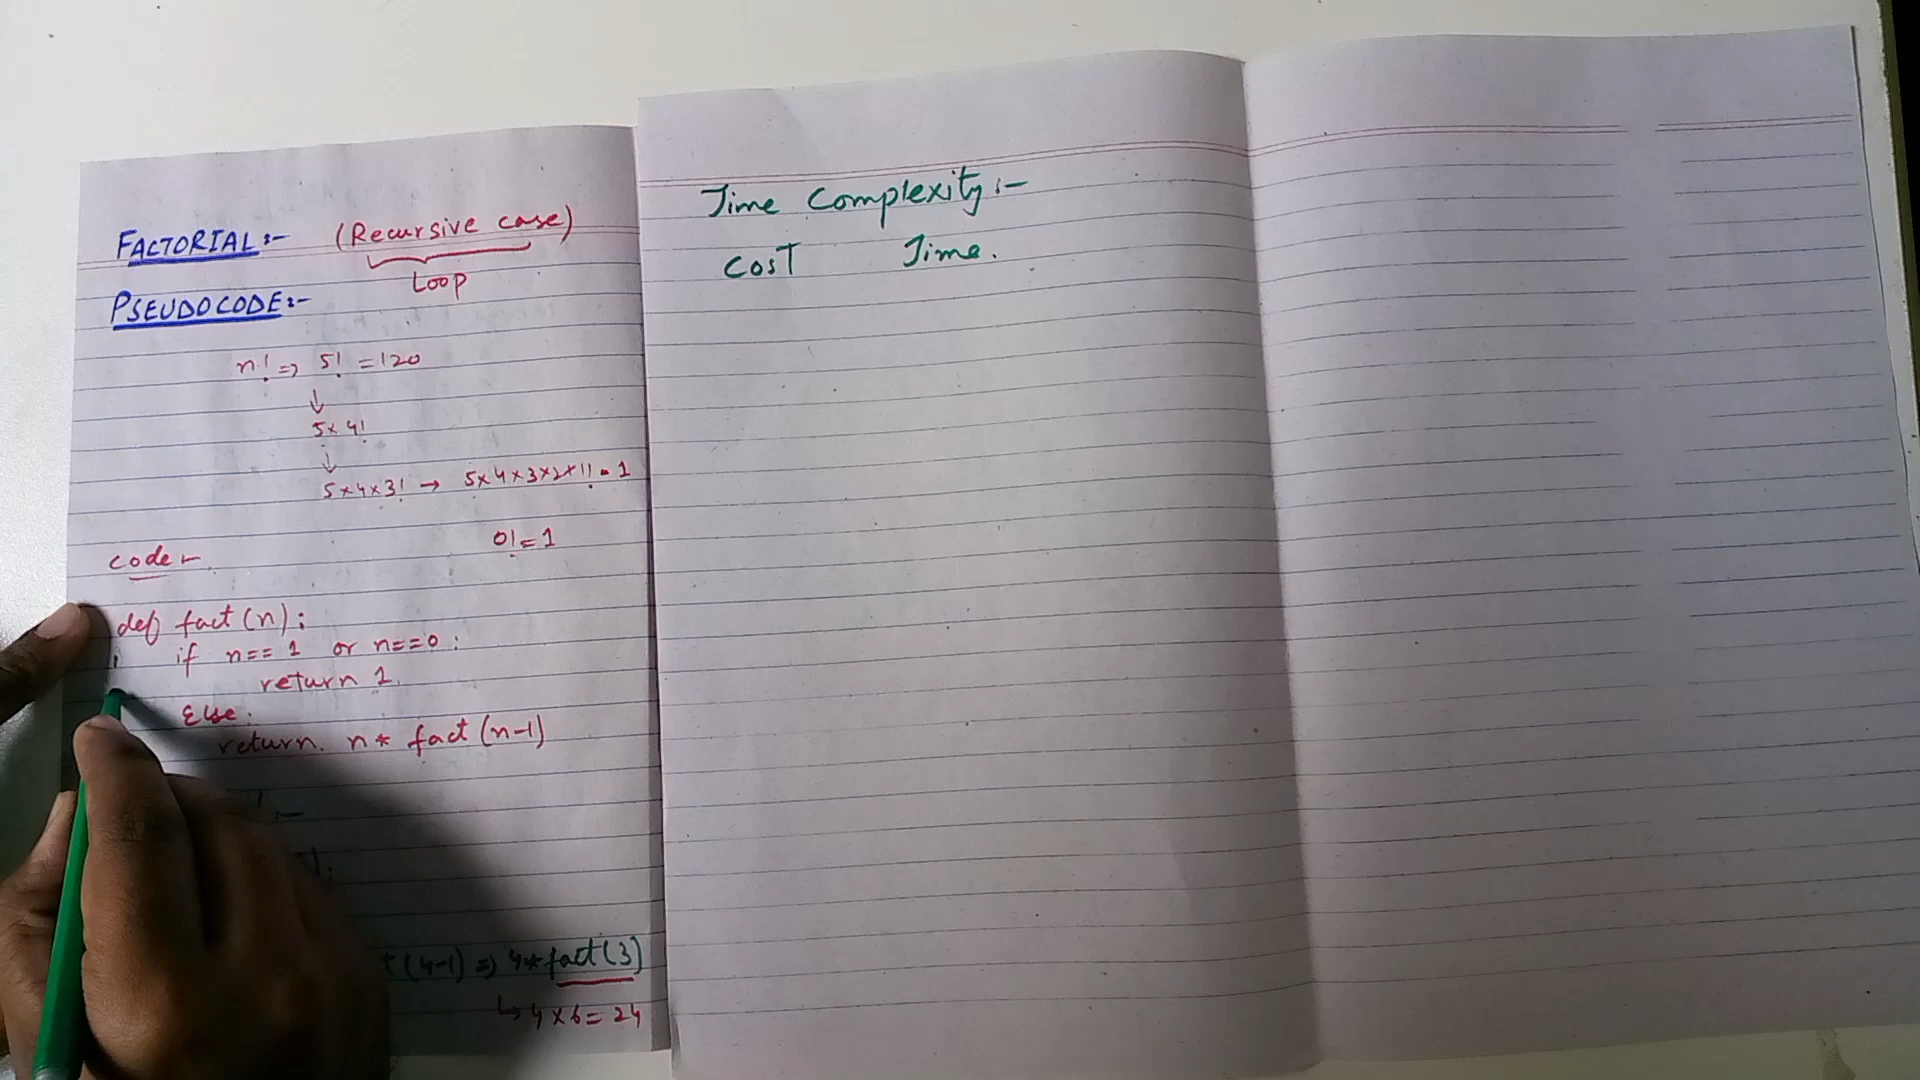 FACTORIAL:- (Recursive case)
Loop
PSEUDOCODE:-
n! => 5! = 120
↓
5 x 4!
↓
5 x 4 x 3! → 5 x 4 x 3 x 2 x 1! = 1
0! = 1
code :-
def fact (n) :
if n == 1 or n == 0 :
return 1
Else:
return. n * fact (n-1)
(4-1) => 4 * fact (3)
↳ 4 x 6 = 24
Time Complexity :-
COST Time.